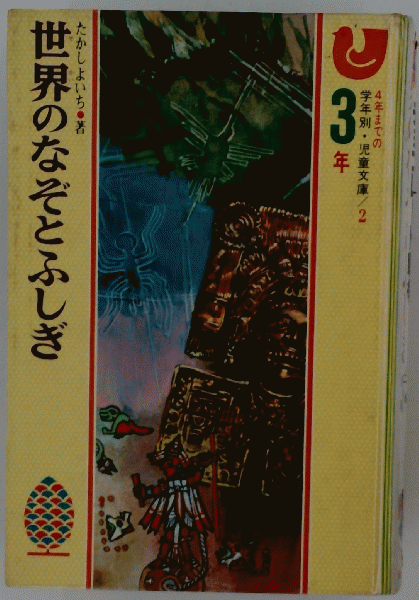 世界のなぞとふしぎ
たかしよいち●著
4年までの
学年別・児童文庫/2
3年